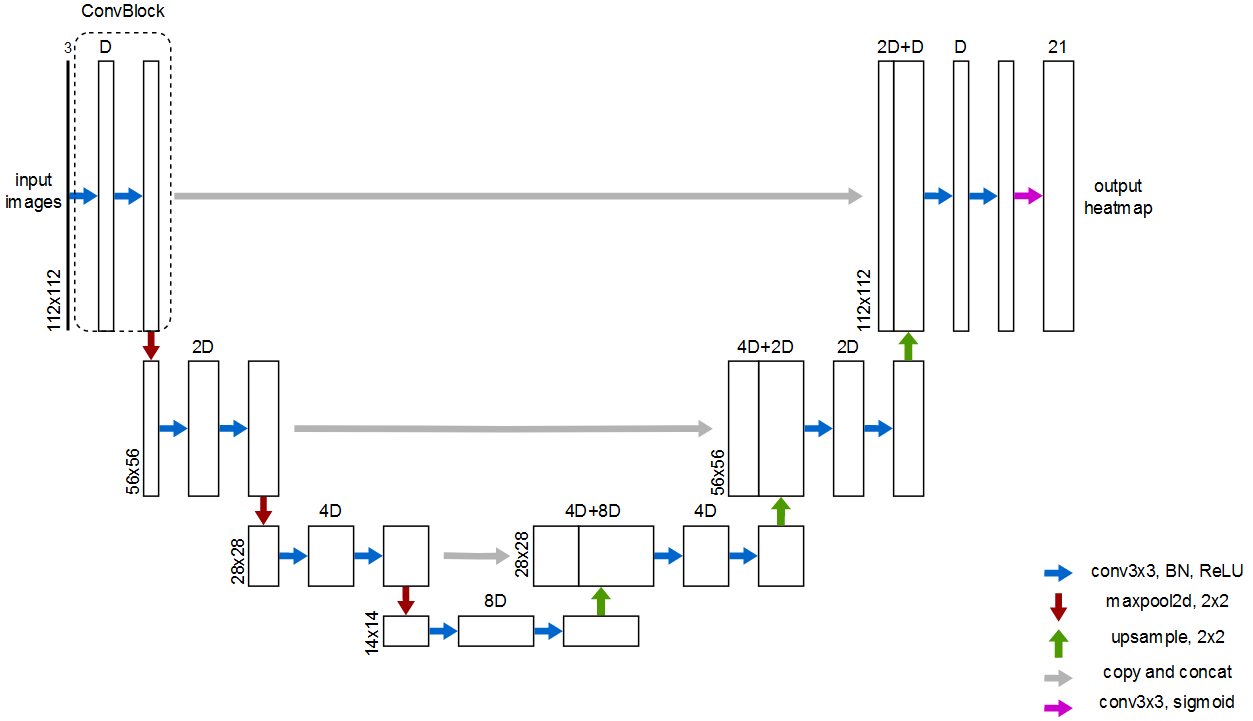 ConvBlock
3
D
2D+D
D
21
input
images
output
heatmap
112x112
112x112
2D
4D+2D
2D
56x56
56x56
4D
4D+8D
4D
28x28
28x28
8D
14x14
conv3x3, BN, ReLU
maxpool2d, 2x2
upsample, 2x2
copy and concat
conv3x3, sigmoid